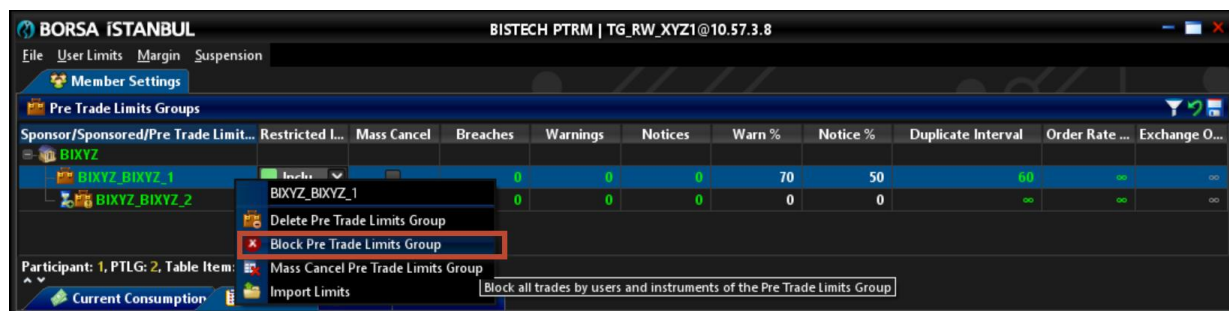 BORSA İSTANBUL BISTECH PTRM | TG_RW_XYZ1@10.57.3.8
File User Limits Margin Suspension
Member Settings
Pre Trade Limits Groups
Sponsor/Sponsored/Pre Trade Limit... Restricted I... Mass Cancel Breaches Warnings Notices Warn % Notice % Duplicate Interval Order Rate ... Exchange O...
BIXYZ
BIXYZ_BIXYZ_1 Inclu 0 0 0 70 50 60 ∞ ∞
BIXYZ_BIXYZ_2 0 0 0 0 0 ∞ ∞ ∞
BIXYZ_BIXYZ_1
Delete Pre Trade Limits Group
Block Pre Trade Limits Group
Mass Cancel Pre Trade Limits Group
Import Limits
Block all trades by users and instruments of the Pre Trade Limits Group
Participant: 1, PTLG: 2, Table Item:
Current Consumption